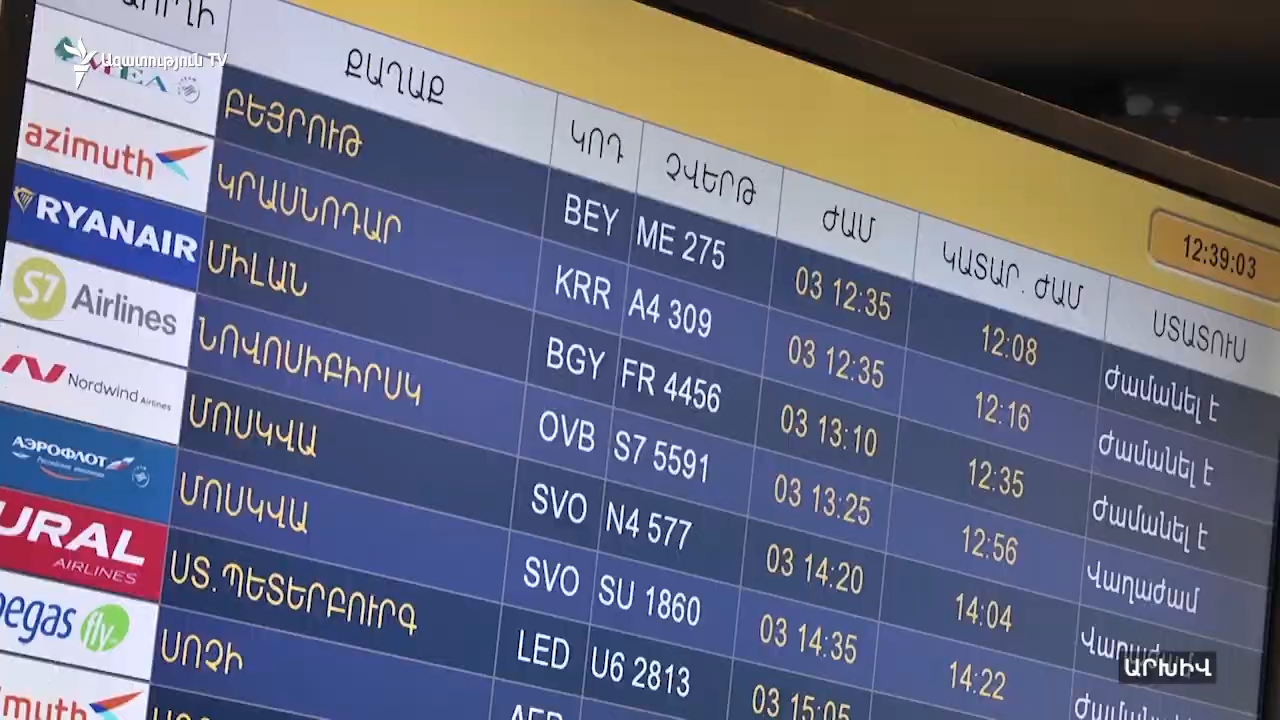 Ազատություն TV
ՔԱՂԱՔ ԿՈԴ ՉՎԵՐԹ ԺԱՄ ԿԱՏԱՐ. ԺԱՄ ՍՏԱՏՈՒՍ
12:39:03
MEA ԲԵՅՐՈՒԹ BEY ME 275 03 12:35 12:08 Ժամանել է
azimuth ԿՐԱՍՆՈԴԱՐ KRR A4 309 03 12:35 12:16 Ժամանել է
RYANAIR ՄԻԼԱՆ BGY FR 4456 03 13:10 12:35 Ժամանել է
S7 Airlines ՆՈՎՈՍԻԲԻՐՍԿ OVB S7 5591 03 13:25 12:56 Վաղաժամ
Nordwind Airlines ՄՈՍԿՎԱ SVO N4 577 03 14:20 14:04
АЭРОФЛОТ ՄՈՍԿՎԱ SVO SU 1860 03 14:35 14:22
URAL AIRLINES ՍՏ.ՊԵՏԵՐԲՈՒՐԳ LED U6 2813 03 15:05
pegas fly ՍՈՉԻ
ԱՐԽԻՎ